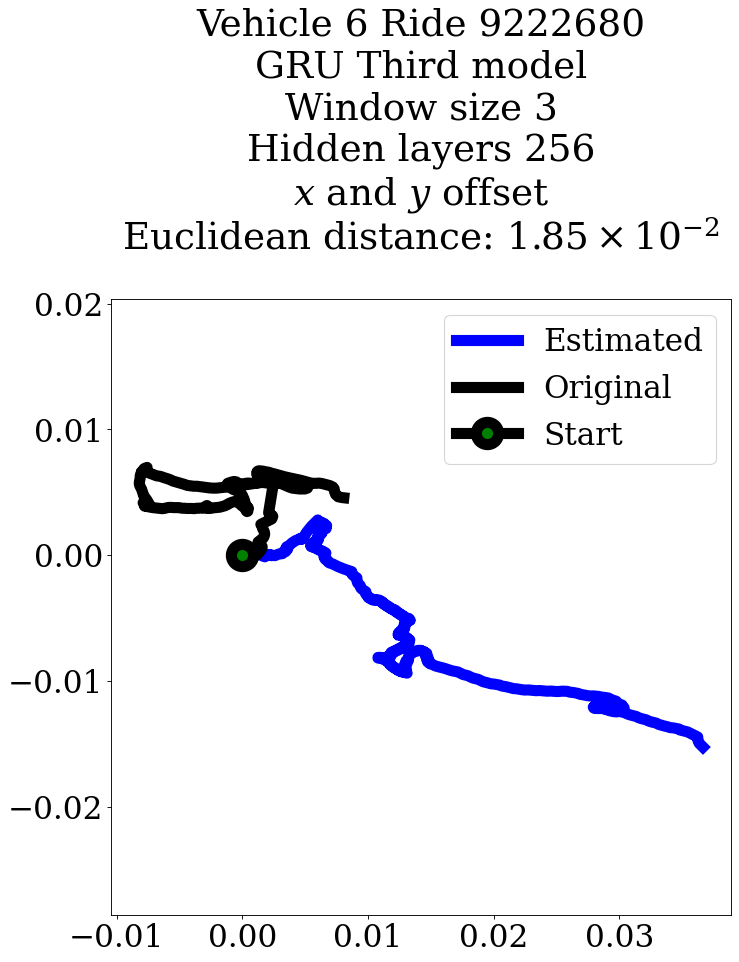 Vehicle 6 Ride 9222680
GRU Third model
Window size 3
Hidden layers 256
x and y offset
Euclidean distance: 1.85 × 10⁻²
Estimated
Original
Start
0.02
0.01
0.00
−0.01
−0.02
−0.01 0.00 0.01 0.02 0.03